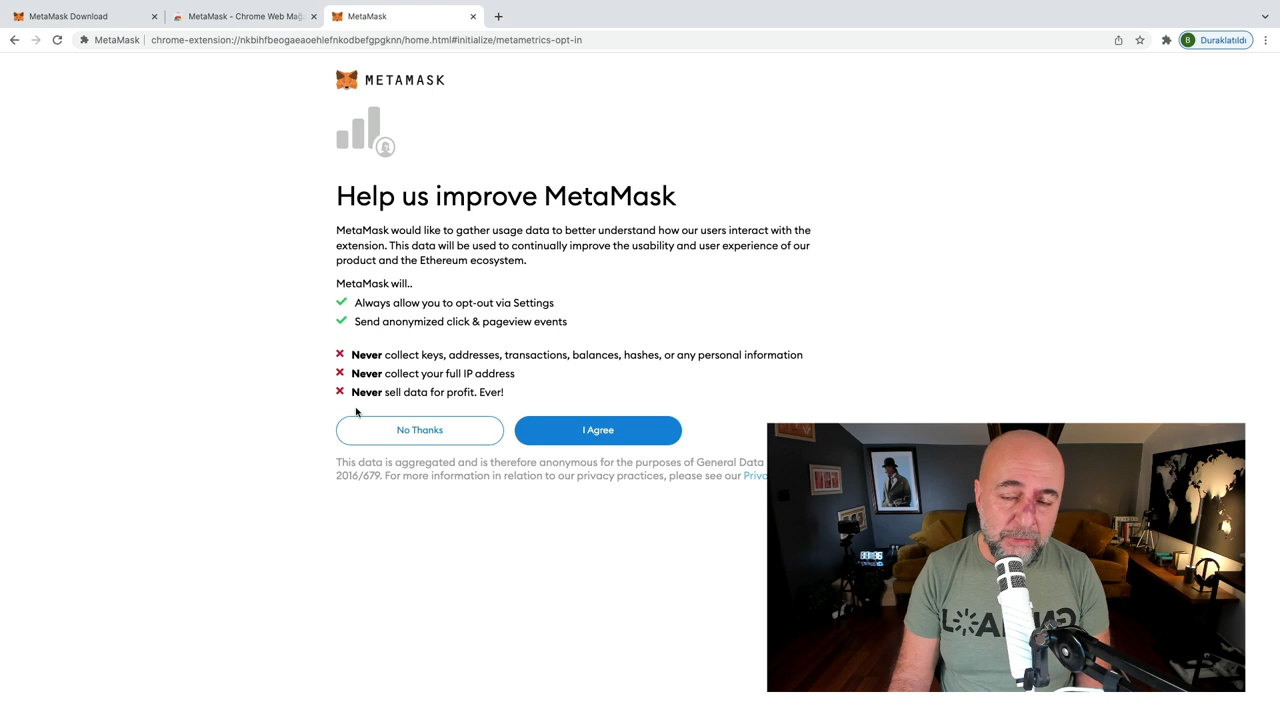 MetaMask Download
MetaMask - Chrome Web Mağ
MetaMask
MetaMask
chrome-extension://nkbihfbeogaeaoehlefnkodbefgpgknn/home.html#initialize/metametrics-opt-in
B
Duraklatıldı
METAMASK
Help us improve MetaMask
MetaMask would like to gather usage data to better understand how our users interact with the
extension. This data will be used to continually improve the usability and user experience of our
product and the Ethereum ecosystem.
MetaMask will..
Always allow you to opt-out via Settings
Send anonymized click & pageview events
Never collect keys, addresses, transactions, balances, hashes, or any personal information
Never collect your full IP address
Never sell data for profit. Ever!
No Thanks
I Agree
This data is aggregated and is therefore anonymous for the purposes of General Data
2016/679. For more information in relation to our privacy practices, please see our Priva